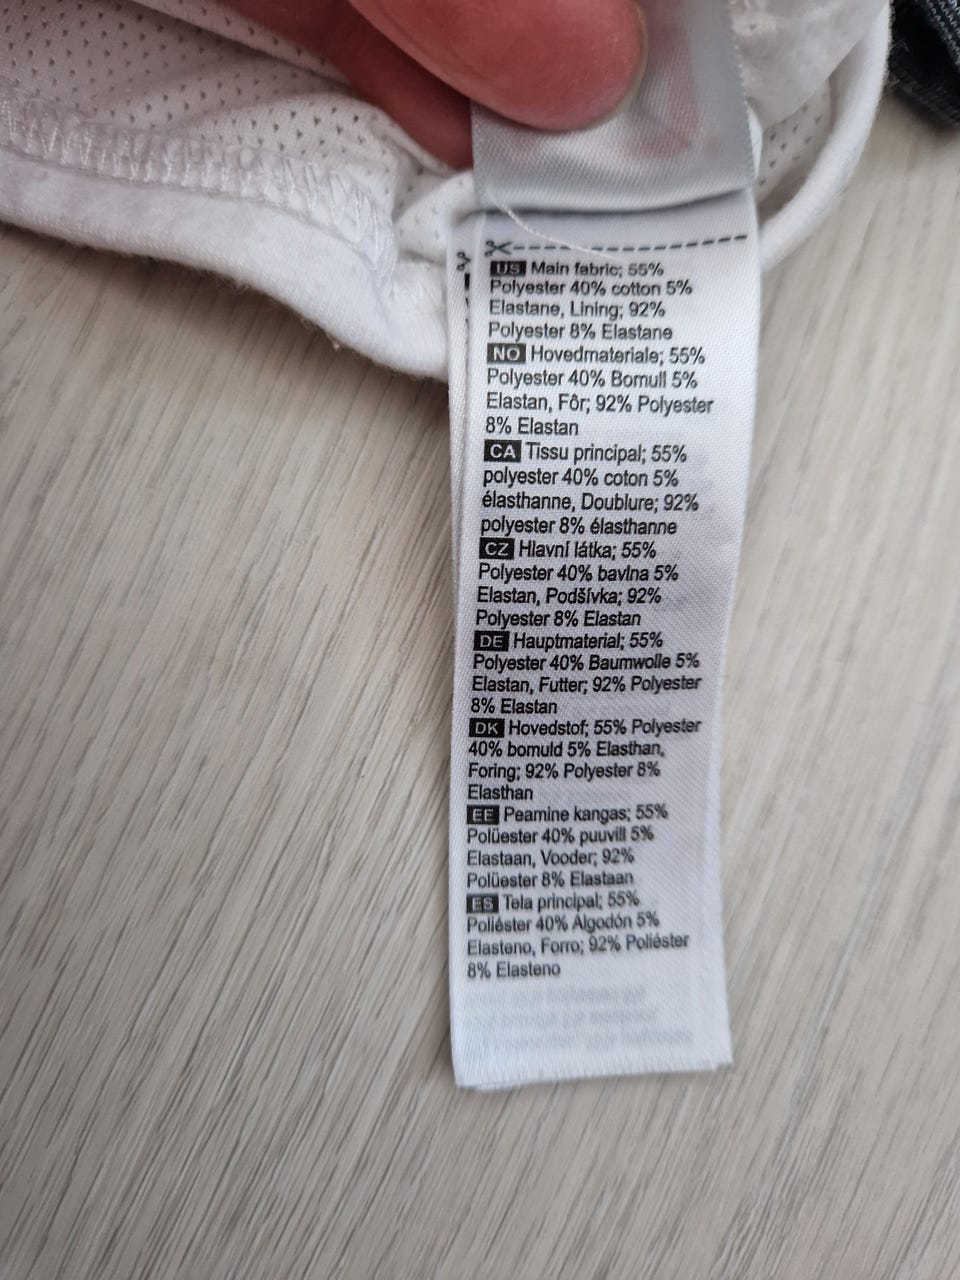 US Main fabric; 55%
Polyester 40% cotton 5%
Elastane, Lining; 92%
Polyester 8% Elastane
NO Hovedmateriale; 55%
Polyester 40% Bomull 5%
Elastan, Fôr; 92% Polyester
8% Elastan
CA Tissu principal; 55%
polyester 40% coton 5%
élasthanne, Doublure; 92%
polyester 8% élasthanne
CZ Hlavní látka; 55%
Polyester 40% bavlna 5%
Elastan, Podšívka; 92%
Polyester 8% Elastan
DE Hauptmaterial; 55%
Polyester 40% Baumwolle 5%
Elastan, Futter; 92% Polyester
8% Elastan
DK Hovedstof; 55% Polyester
40% bomuld 5% Elasthan,
Foring; 92% Polyester 8%
Elasthan
EE Peamine kangas; 55%
Polüester 40% puuvill 5%
Elastaan, Vooder; 92%
Polüester 8% Elastaan
ES Tela principal; 55%
Poliéster 40% Algodón 5%
Elasteno, Forro; 92% Poliéster
8% Elasteno